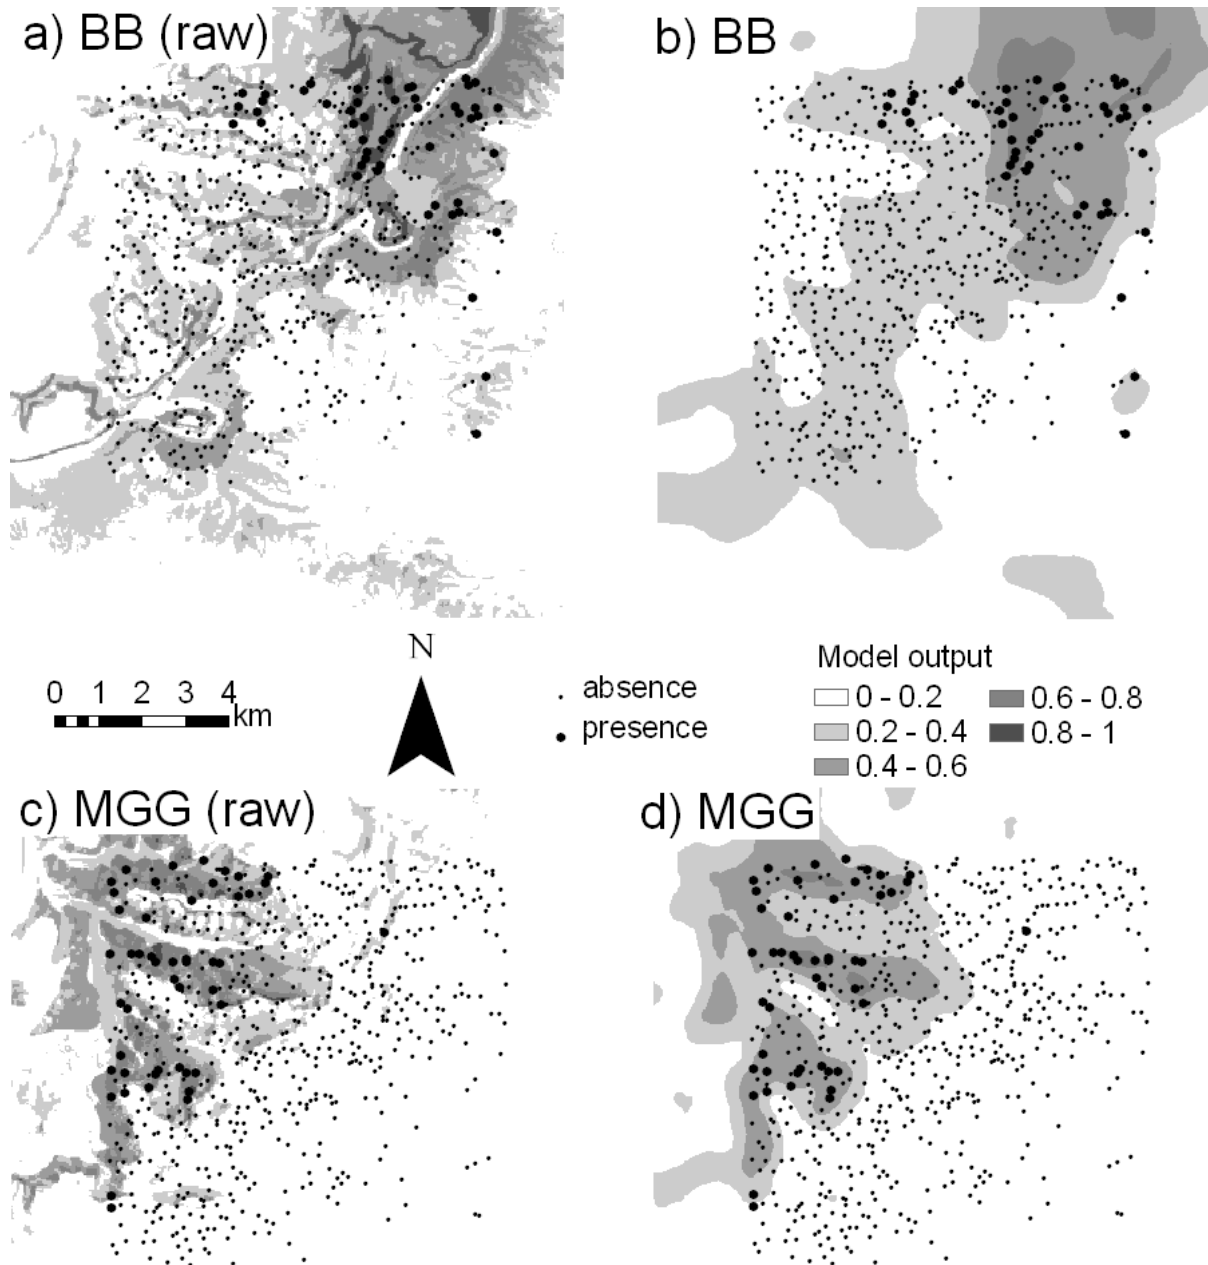 a) BB (raw)
b) BB
N
0 1 2 3 4
km
. absence
● presence
Model output
0 - 0.2
0.6 - 0.8
0.2 - 0.4
0.8 - 1
0.4 - 0.6
c) MGG (raw)
d) MGG